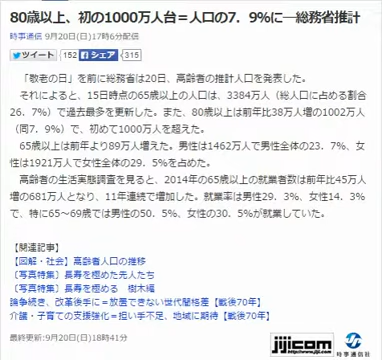 80歳以上、初の1000万人台＝人口の7．9％に―総務省推計
時事通信 9月20日(日)17時6分配信
ツイート 152 シェア 63
「敬老の日」を前に総務省は20日、高齢者の推計人口を発表した。
それによると、15日時点の65歳以上の人口は、3384万人（総人口に占める割合
26．7％）で過去最多を更新した。また、80歳以上は前年比38万人増の1002万人
（同7．9％）で、初めて1000万人を超えた。
65歳以上は前年より89万人増えた。男性は1462万人で男性全体の23．7％、女
性は1921万人で女性全体の29．5％を占めた。
高齢者の生活実態調査を見ると、2014年の65歳以上の就業者数は前年比45万人
増の681万人となり、11年連続で増加した。就業率は男性29．3％、女性14．3％
で、特に65～69歳では男性の50．5％、女性の30．5％が就業していた。
【関連記事】
【図解・社会】高齢者人口の推移
〔写真特集〕長寿を極めた先人たち
〔写真特集〕長寿を極める 樹木編
論争続き、改革後手に＝放置できない世代間格差【戦後70年】
介護・子育ての支援強化＝担い手不足、地域に期待【戦後70年】
最終更新:9月20日(日)18時41分
jijicom 時事通信社